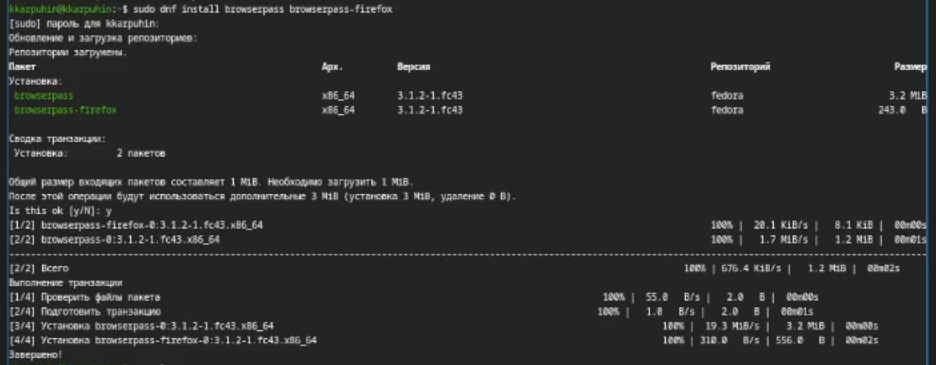 kkarpuhin@kkarpuhin:~$ sudo dnf install browserpass browserpass-firefox
[sudo] пароль для kkarpuhin:
Обновление и загрузка репозиториев:
Репозитории загружены.
Пакет Арх. Версия Репозиторий Размер
Установка:
browserpass x86_64 3.1.2-1.fc43 fedora 3.2 MiB
browserpass-firefox x86_64 3.1.2-1.fc43 fedora 243.0 B
Сводка транзакции:
Установка: 2 пакетов
Общий размер входящих пакетов составляет 1 MiB. Необходимо загрузить 1 MiB.
После этой операции будут использоваться дополнительные 3 MiB (установка 3 MiB, удаление 0 B).
Is this ok [y/N]: y
[1/2] browserpass-firefox-0:3.1.2-1.fc43.x86_64 100% | 20.1 KiB/s | 8.1 KiB | 00m00s
[2/2] browserpass-0:3.1.2-1.fc43.x86_64 100% | 1.7 MiB/s | 1.2 MiB | 00m01s
[2/2] Всего 100% | 676.4 KiB/s | 1.2 MiB | 00m02s
Выполнение транзакции
[1/4] Проверить файлы пакета 100% | 55.0 B/s | 2.0 B | 00m00s
[2/4] Подготовить транзакцию 100% | 1.0 B/s | 2.0 B | 00m01s
[3/4] Установка browserpass-0:3.1.2-1.fc43.x86_64 100% | 19.3 MiB/s | 3.2 MiB | 00m00s
[4/4] Установка browserpass-firefox-0:3.1.2-1.fc43.x86_64 100% | 310.0 B/s | 556.0 B | 00m02s
Завершено!